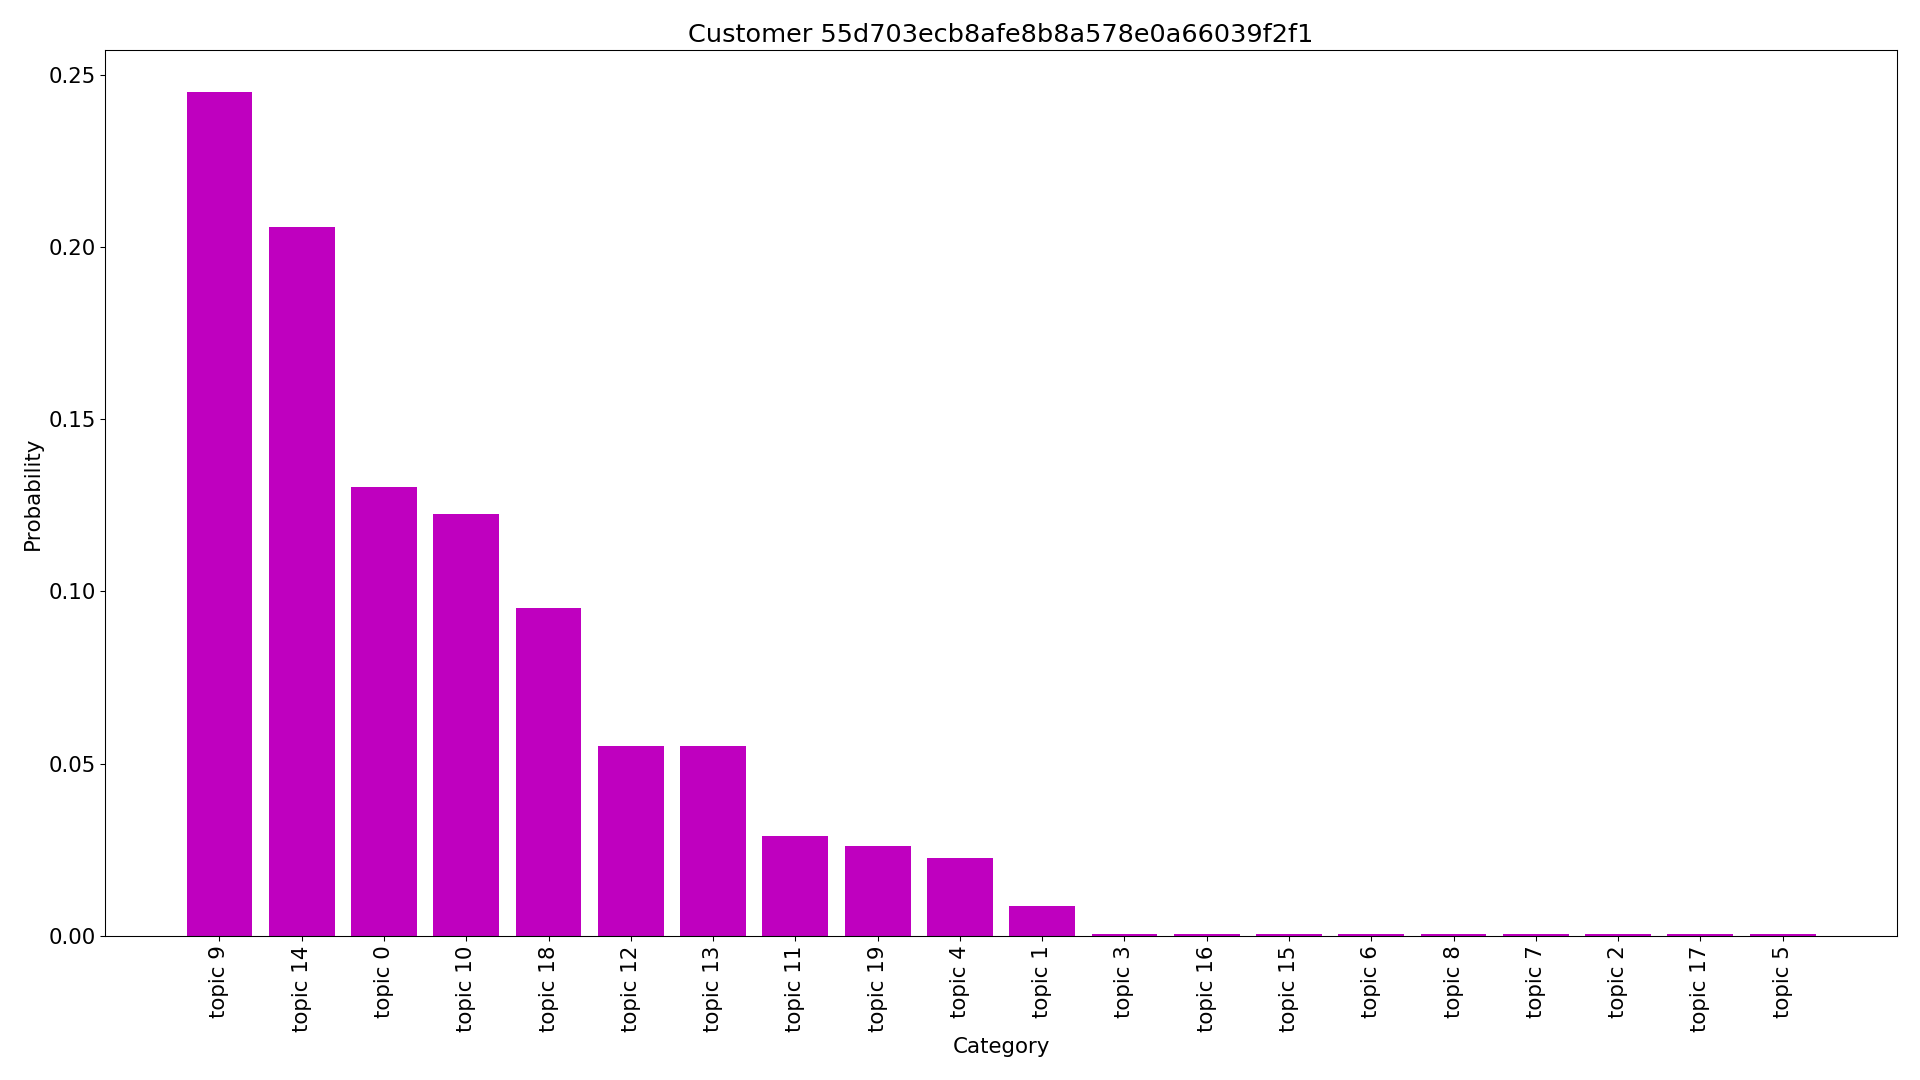 Customer 55d703ecb8afe8b8a578e0a66039f2f1
Probability
0.25
0.20
0.15
0.10
0.05
0.00
topic 9
topic 14
topic 0
topic 10
topic 18
topic 12
topic 13
topic 11
topic 19
topic 4
topic 1
topic 3
topic 16
topic 15
topic 6
topic 8
topic 7
topic 2
topic 17
topic 5
Category